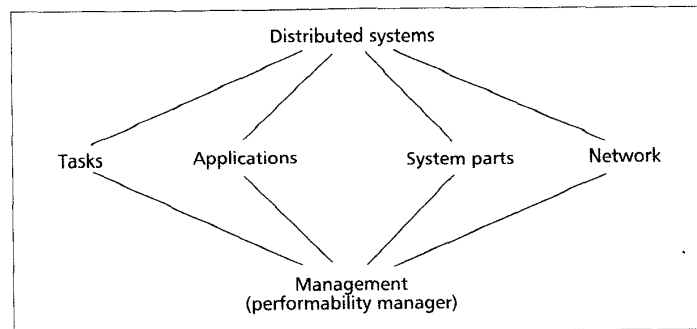 Distributed systems
Tasks
Applications
System parts
Network
Management
(performability manager)